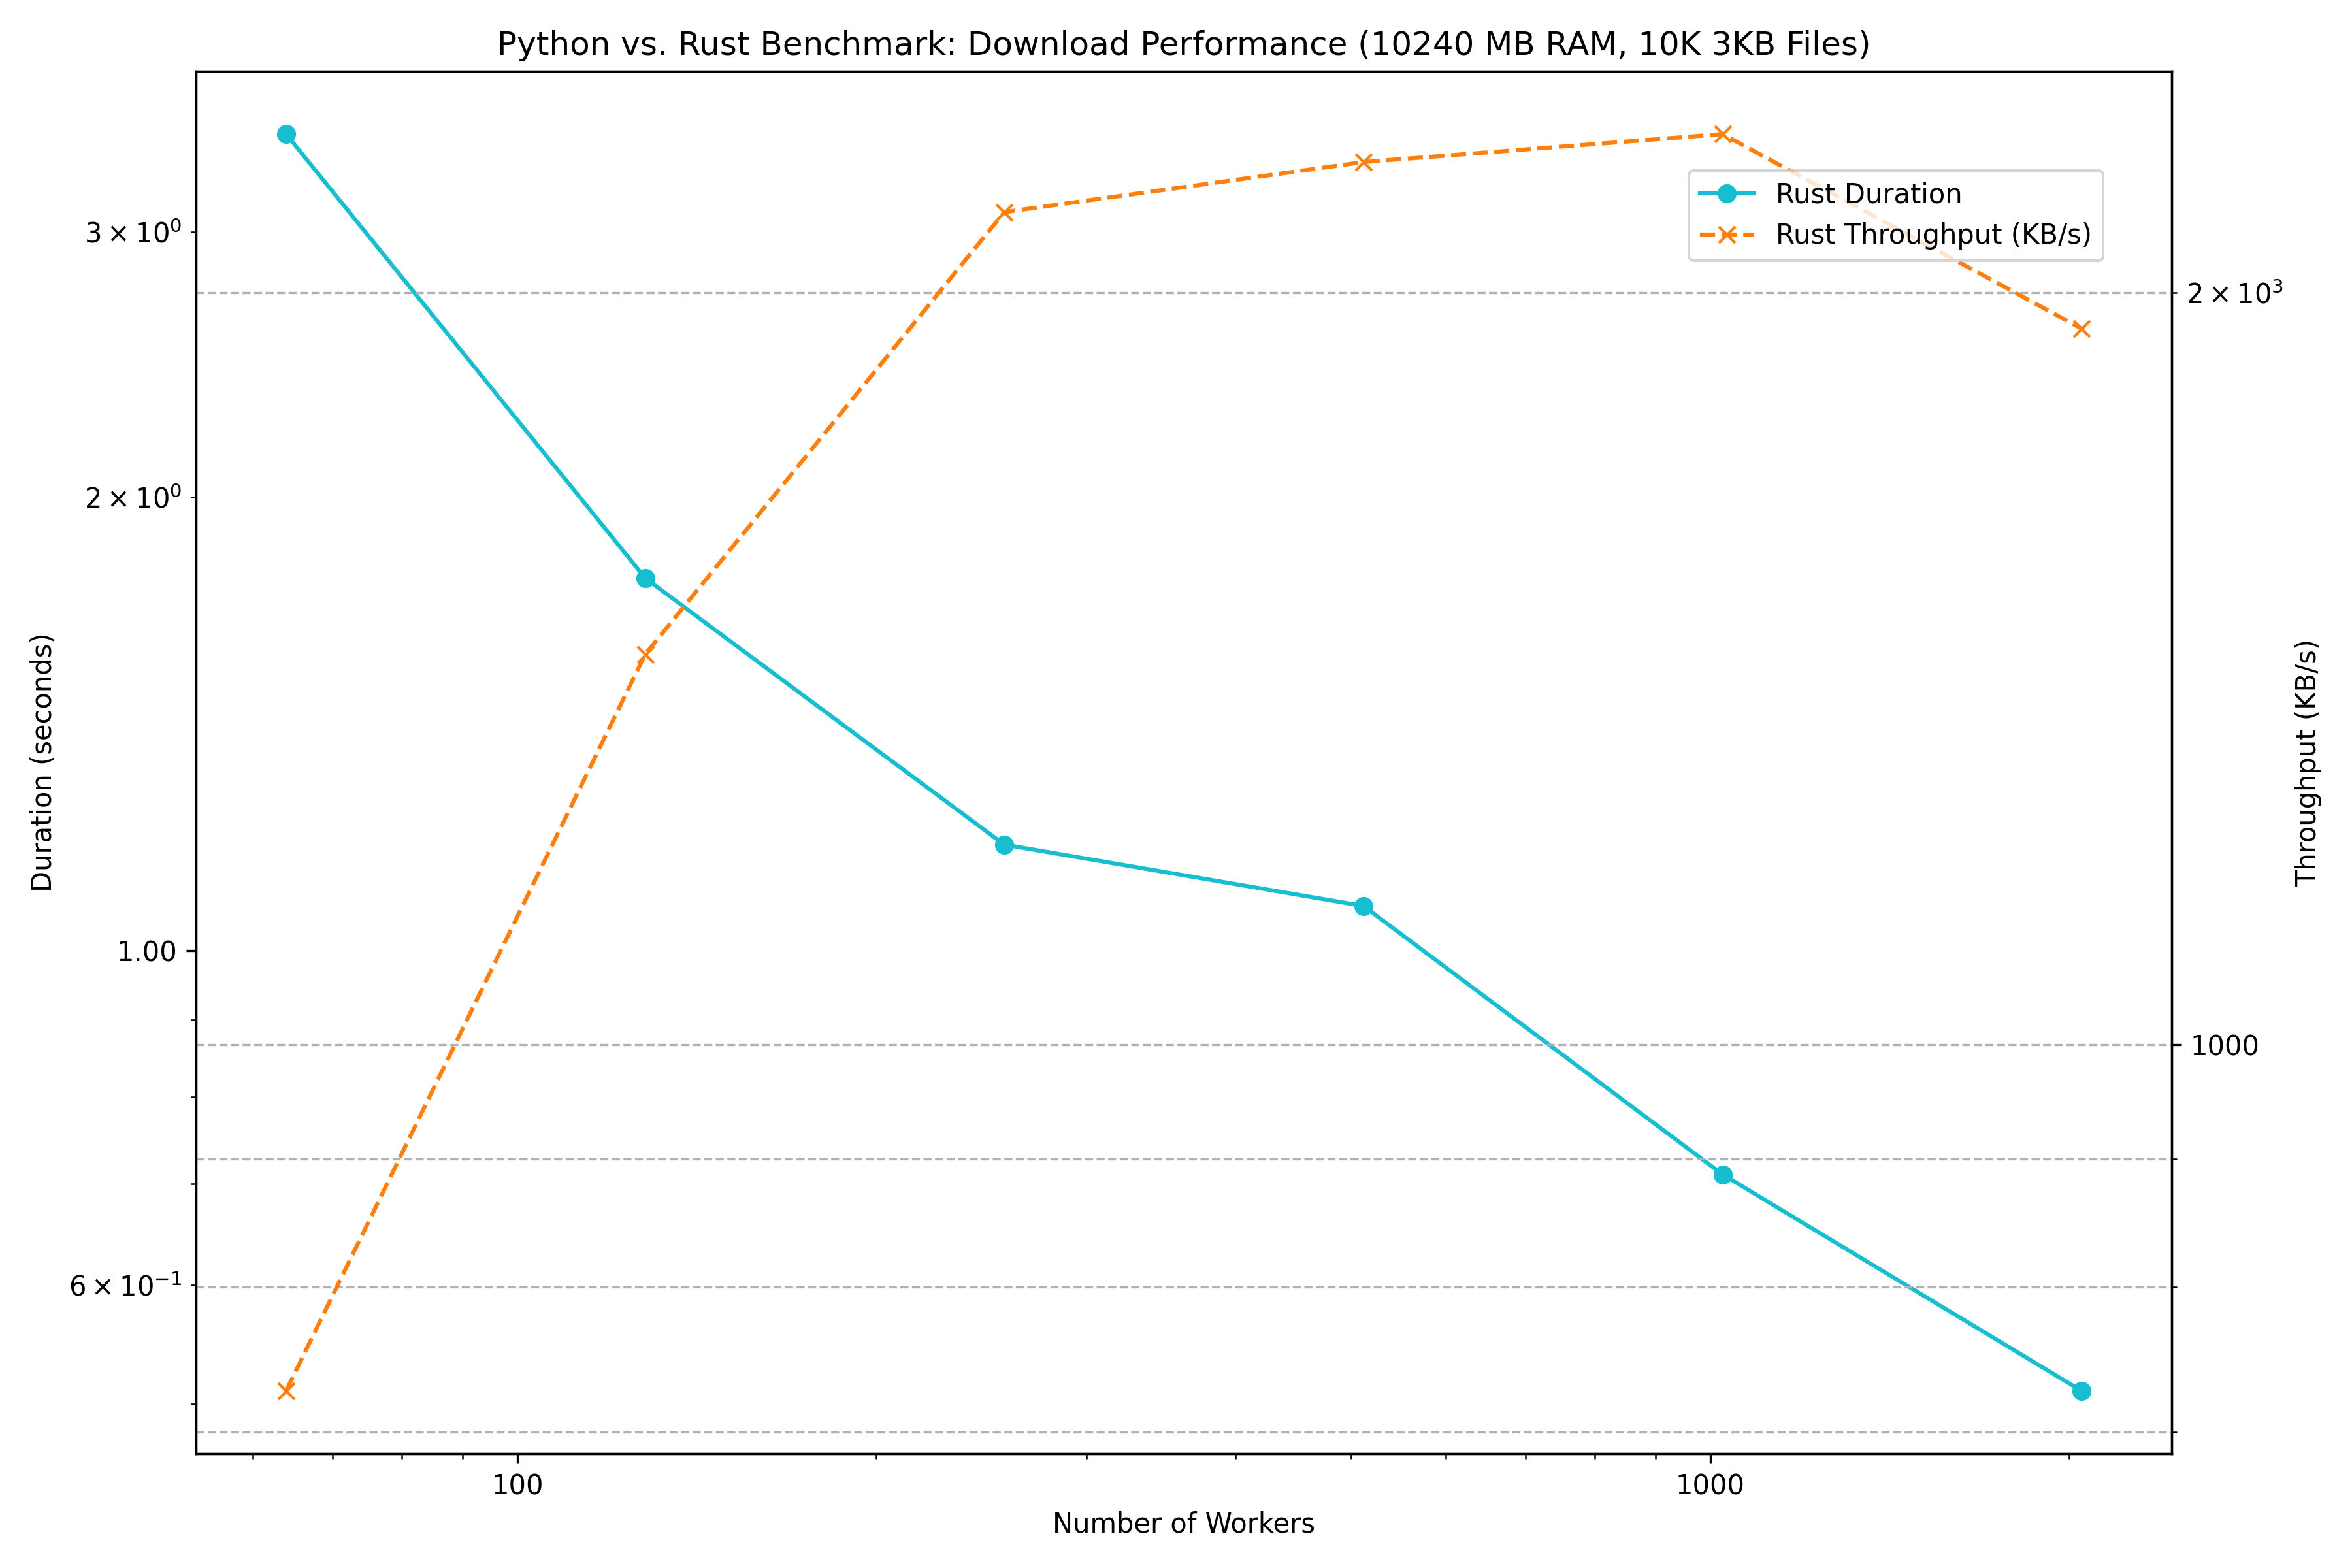 Python vs. Rust Benchmark: Download Performance (10240 MB RAM, 10K 3KB Files)
Rust Duration
Rust Throughput (KB/s)
3 × 10⁰
2 × 10⁰
1.00
6 × 10⁻¹
Duration (seconds)
2 × 10³
1000
Throughput (KB/s)
100
1000
Number of Workers